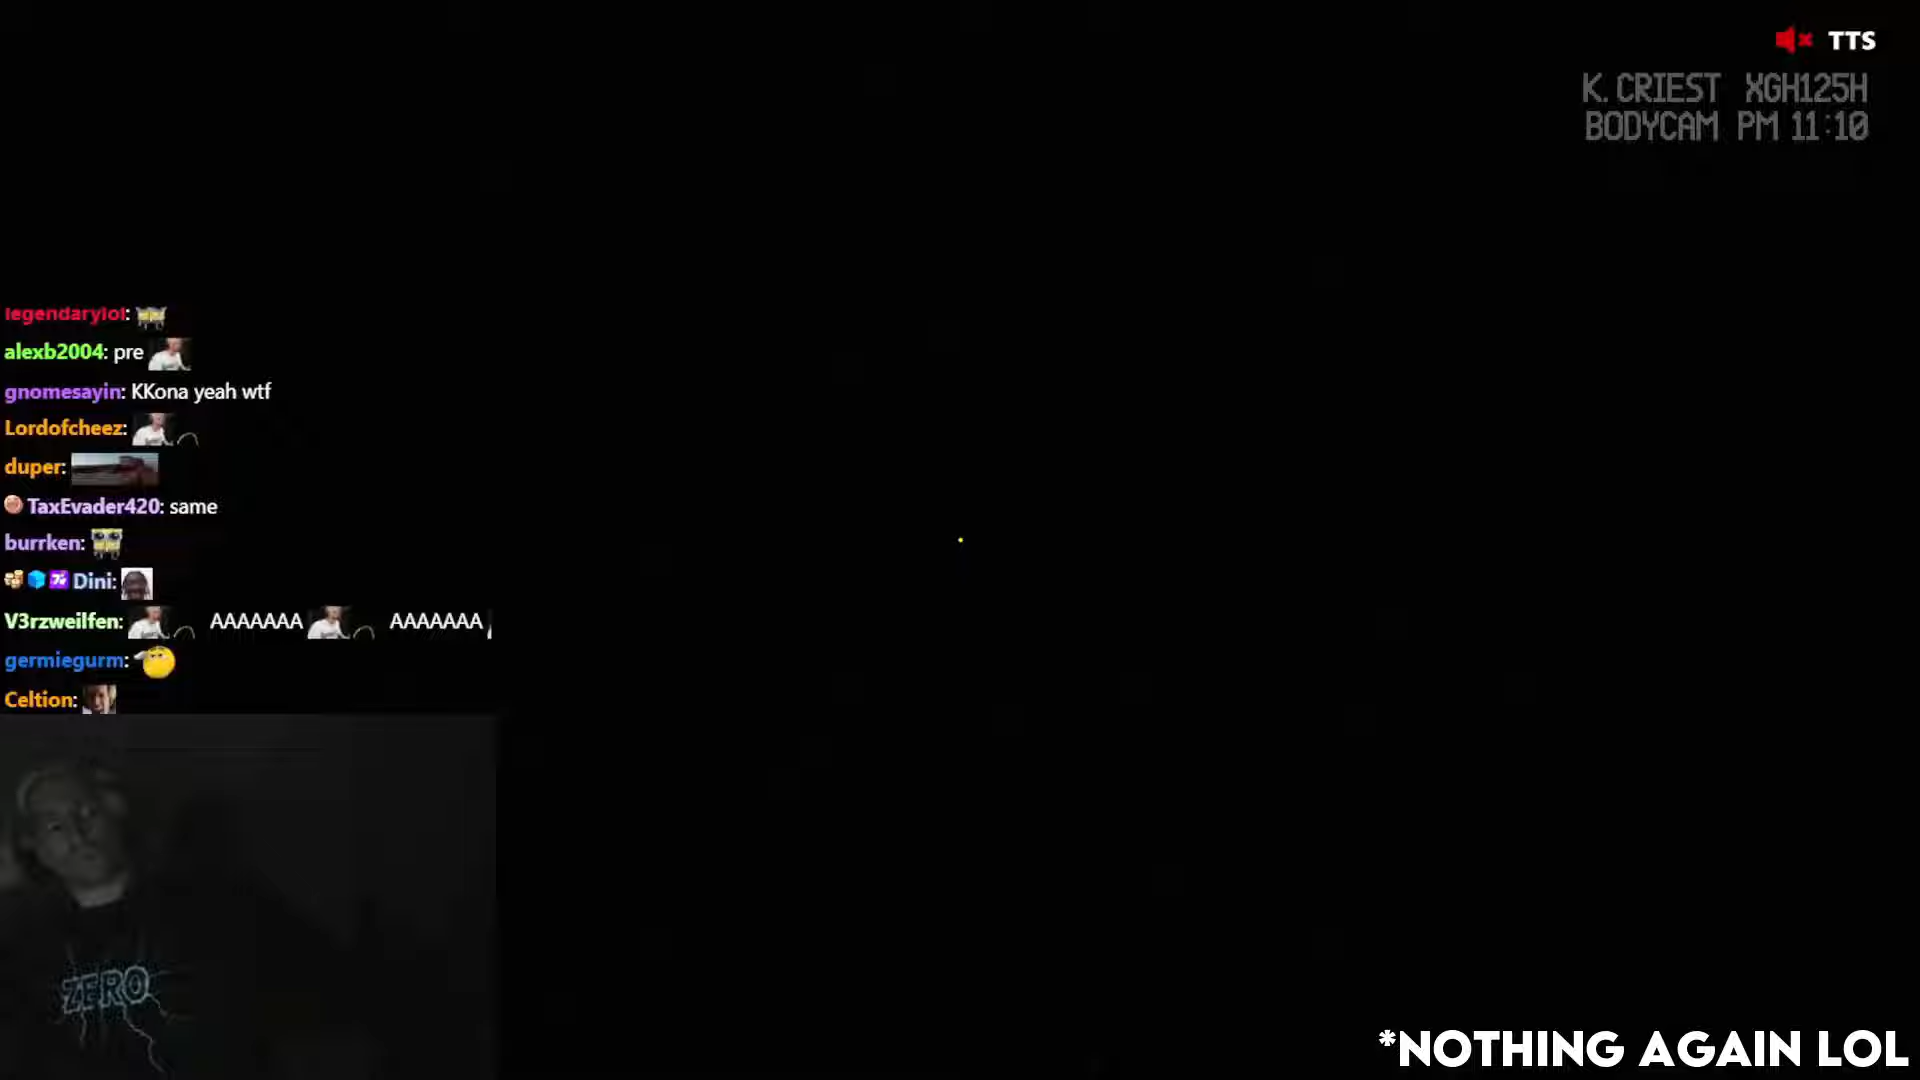 TTS
K. CRIEST XGH125H
BODYCAM PM 11:10
legendarylol:
alexb2004: pre
gnomesayin: KKona yeah wtf
Lordofcheez:
duper:
TaxEvader420: same
burrken:
Dini:
V3rzweilfen: AAAAAAA AAAAAAA
germiegurm:
Celtion:
ZERO
*NOTHING AGAIN LOL